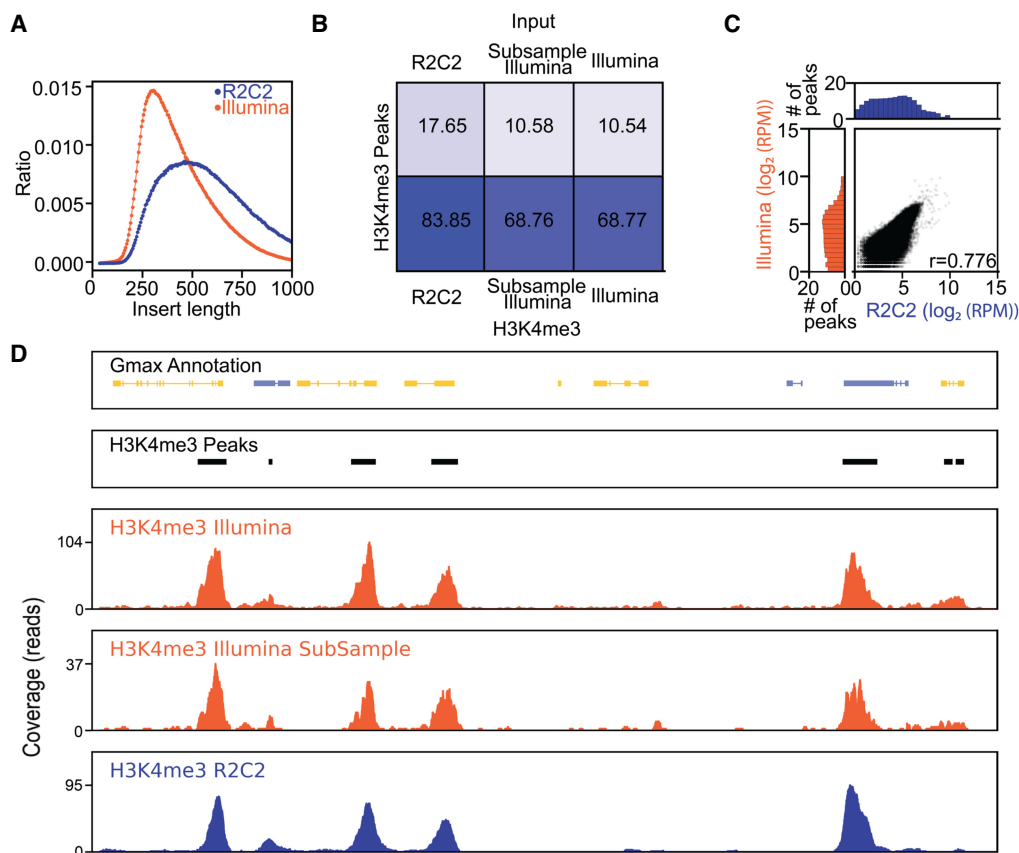 A
R2C2
Illumina
Ratio
0.015
0.010
0.005
0.000
0 250 500 750 1000
Insert length
B
Input
R2C2 Subsample Illumina Illumina
H3K4me3 Peaks
17.65 10.58 10.54
83.85 68.76 68.77
R2C2 Subsample Illumina Illumina
H3K4me3
C
# of peaks
20
0
Illumina (log₂ (RPM))
15
10
5
0
r=0.776
20 0 0 5 10 15
# of peaks
R2C2 (log₂ (RPM))
D
Gmax Annotation
H3K4me3 Peaks
Coverage (reads)
H3K4me3 Illumina
104
0
H3K4me3 Illumina SubSample
37
0
H3K4me3 R2C2
95
0